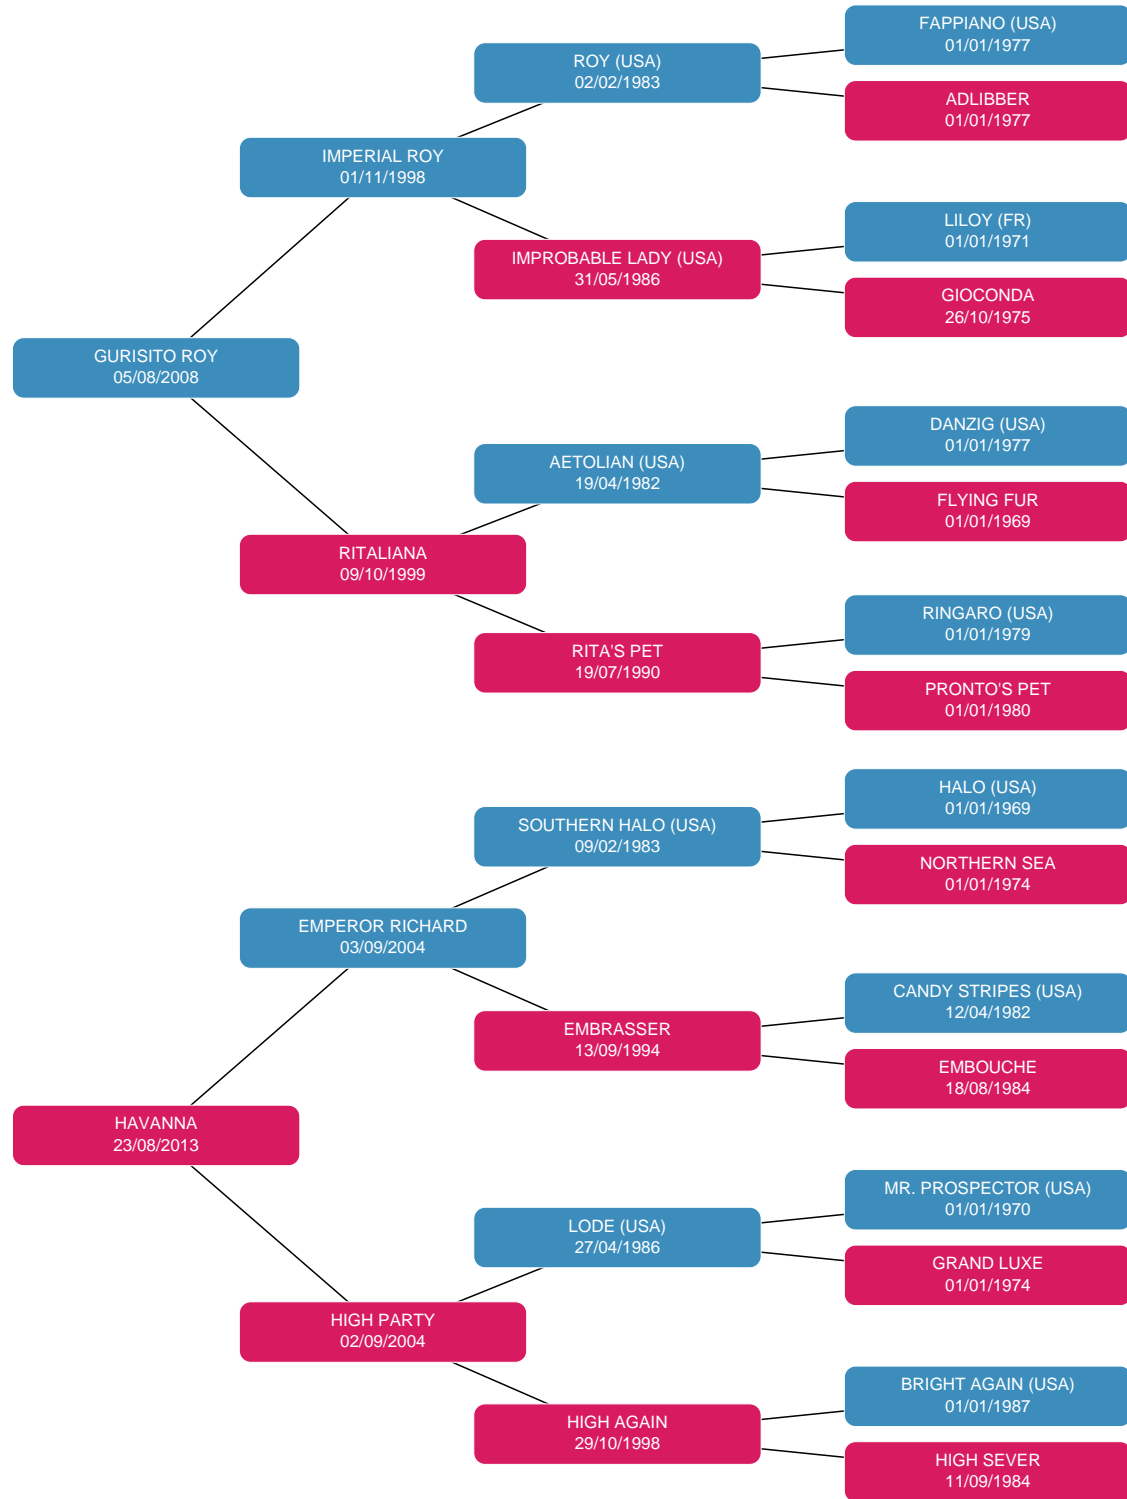 FAPPIANO (USA)
01/01/1977
ROY (USA)
02/02/1983
ADLIBBER
01/01/1977
IMPERIAL ROY
01/11/1998
LILOY (FR)
01/01/1971
IMPROBABLE LADY (USA)
31/05/1986
GIOCONDA
26/10/1975
GURISITO ROY
05/08/2008
DANZIG (USA)
01/01/1977
AETOLIAN (USA)
19/04/1982
FLYING FUR
01/01/1969
RITALIANA
09/10/1999
RINGARO (USA)
01/01/1979
RITA'S PET
19/07/1990
PRONTO'S PET
01/01/1980
HALO (USA)
01/01/1969
SOUTHERN HALO (USA)
09/02/1983
NORTHERN SEA
01/01/1974
EMPEROR RICHARD
03/09/2004
CANDY STRIPES (USA)
12/04/1982
EMBRASSER
13/09/1994
EMBOUCHE
18/08/1984
HAVANNA
23/08/2013
MR. PROSPECTOR (USA)
01/01/1970
LODE (USA)
27/04/1986
GRAND LUXE
01/01/1974
HIGH PARTY
02/09/2004
BRIGHT AGAIN (USA)
01/01/1987
HIGH AGAIN
29/10/1998
HIGH SEVER
11/09/1984